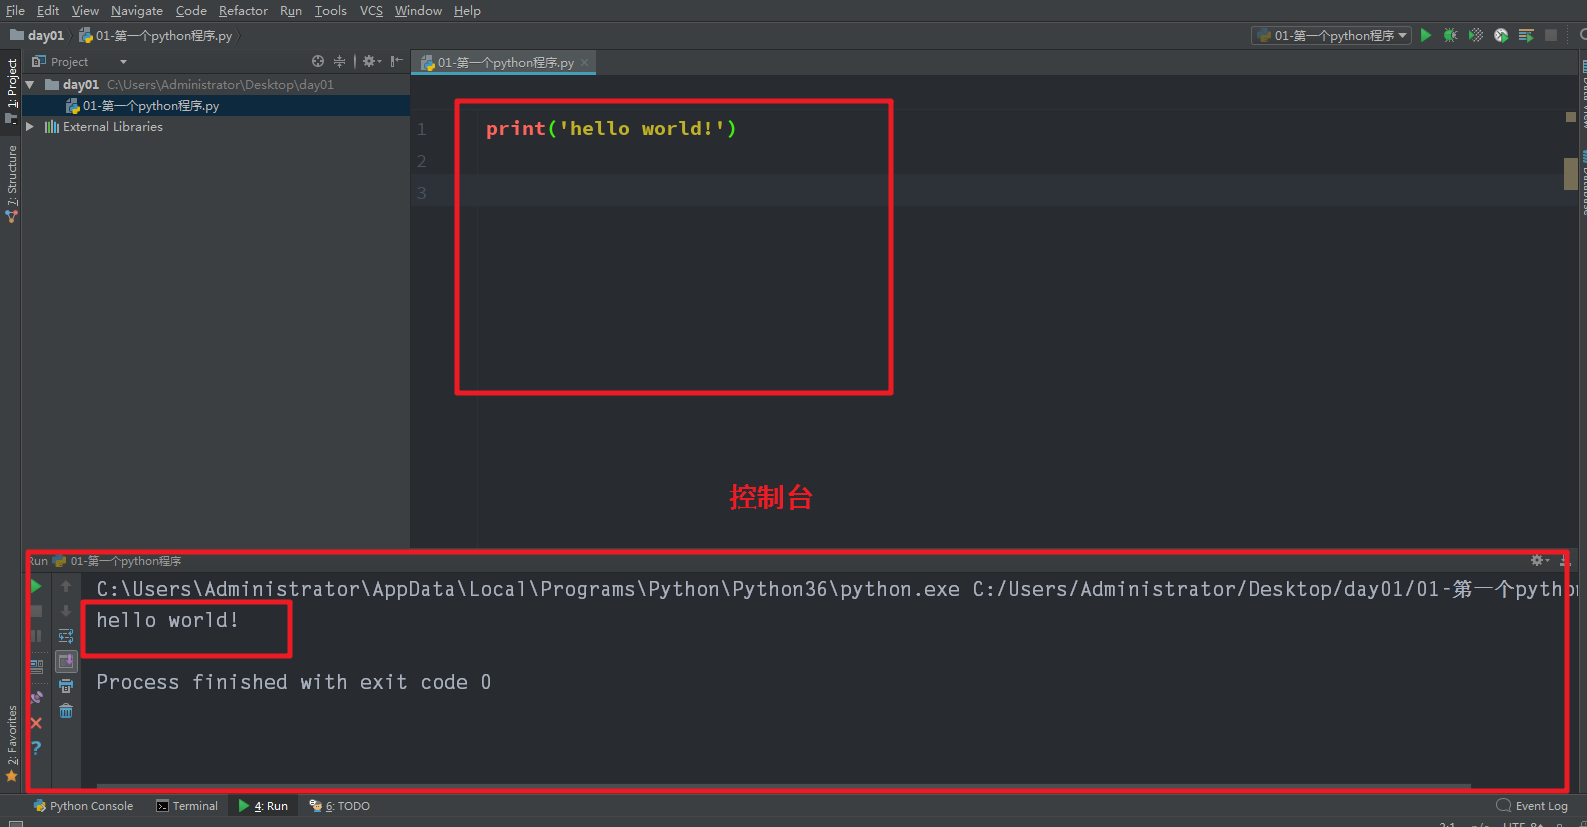 File Edit View Navigate Code Refactor Run Tools VCS Window Help
day01 01-第一个python程序.py 01-第一个python程序
1: Project
7: Structure
2: Favorites
Project
day01 C:\Users\Administrator\Desktop\day01
01-第一个python程序.py
External Libraries
01-第一个python程序.py
1 print('hello world!')
2
3
控制台
Run 01-第一个python程序
C:\Users\Administrator\AppData\Local\Programs\Python\Python36\python.exe C:/Users/Administrator/Desktop/day01/01-第一个python
hello world!
Process finished with exit code 0
Python Console Terminal 4: Run 6: TODO Event Log